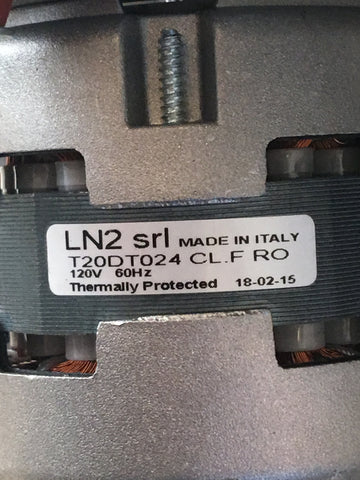 LN2 srl MADE IN ITALY
T20DT024 CL.F RO
120V 60Hz
Thermally Protected 18-02-15